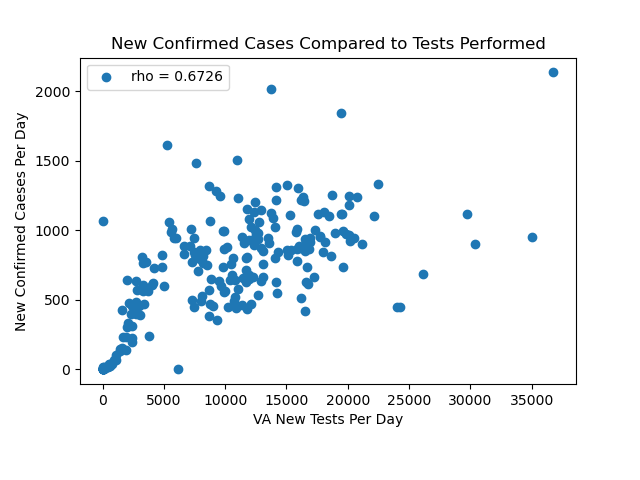 New Confirmed Cases Compared to Tests Performed
rho = 0.6726
New Confirmed Caeses Per Day
2000
1500
1000
500
0
0 5000 10000 15000 20000 25000 30000 35000
VA New Tests Per Day